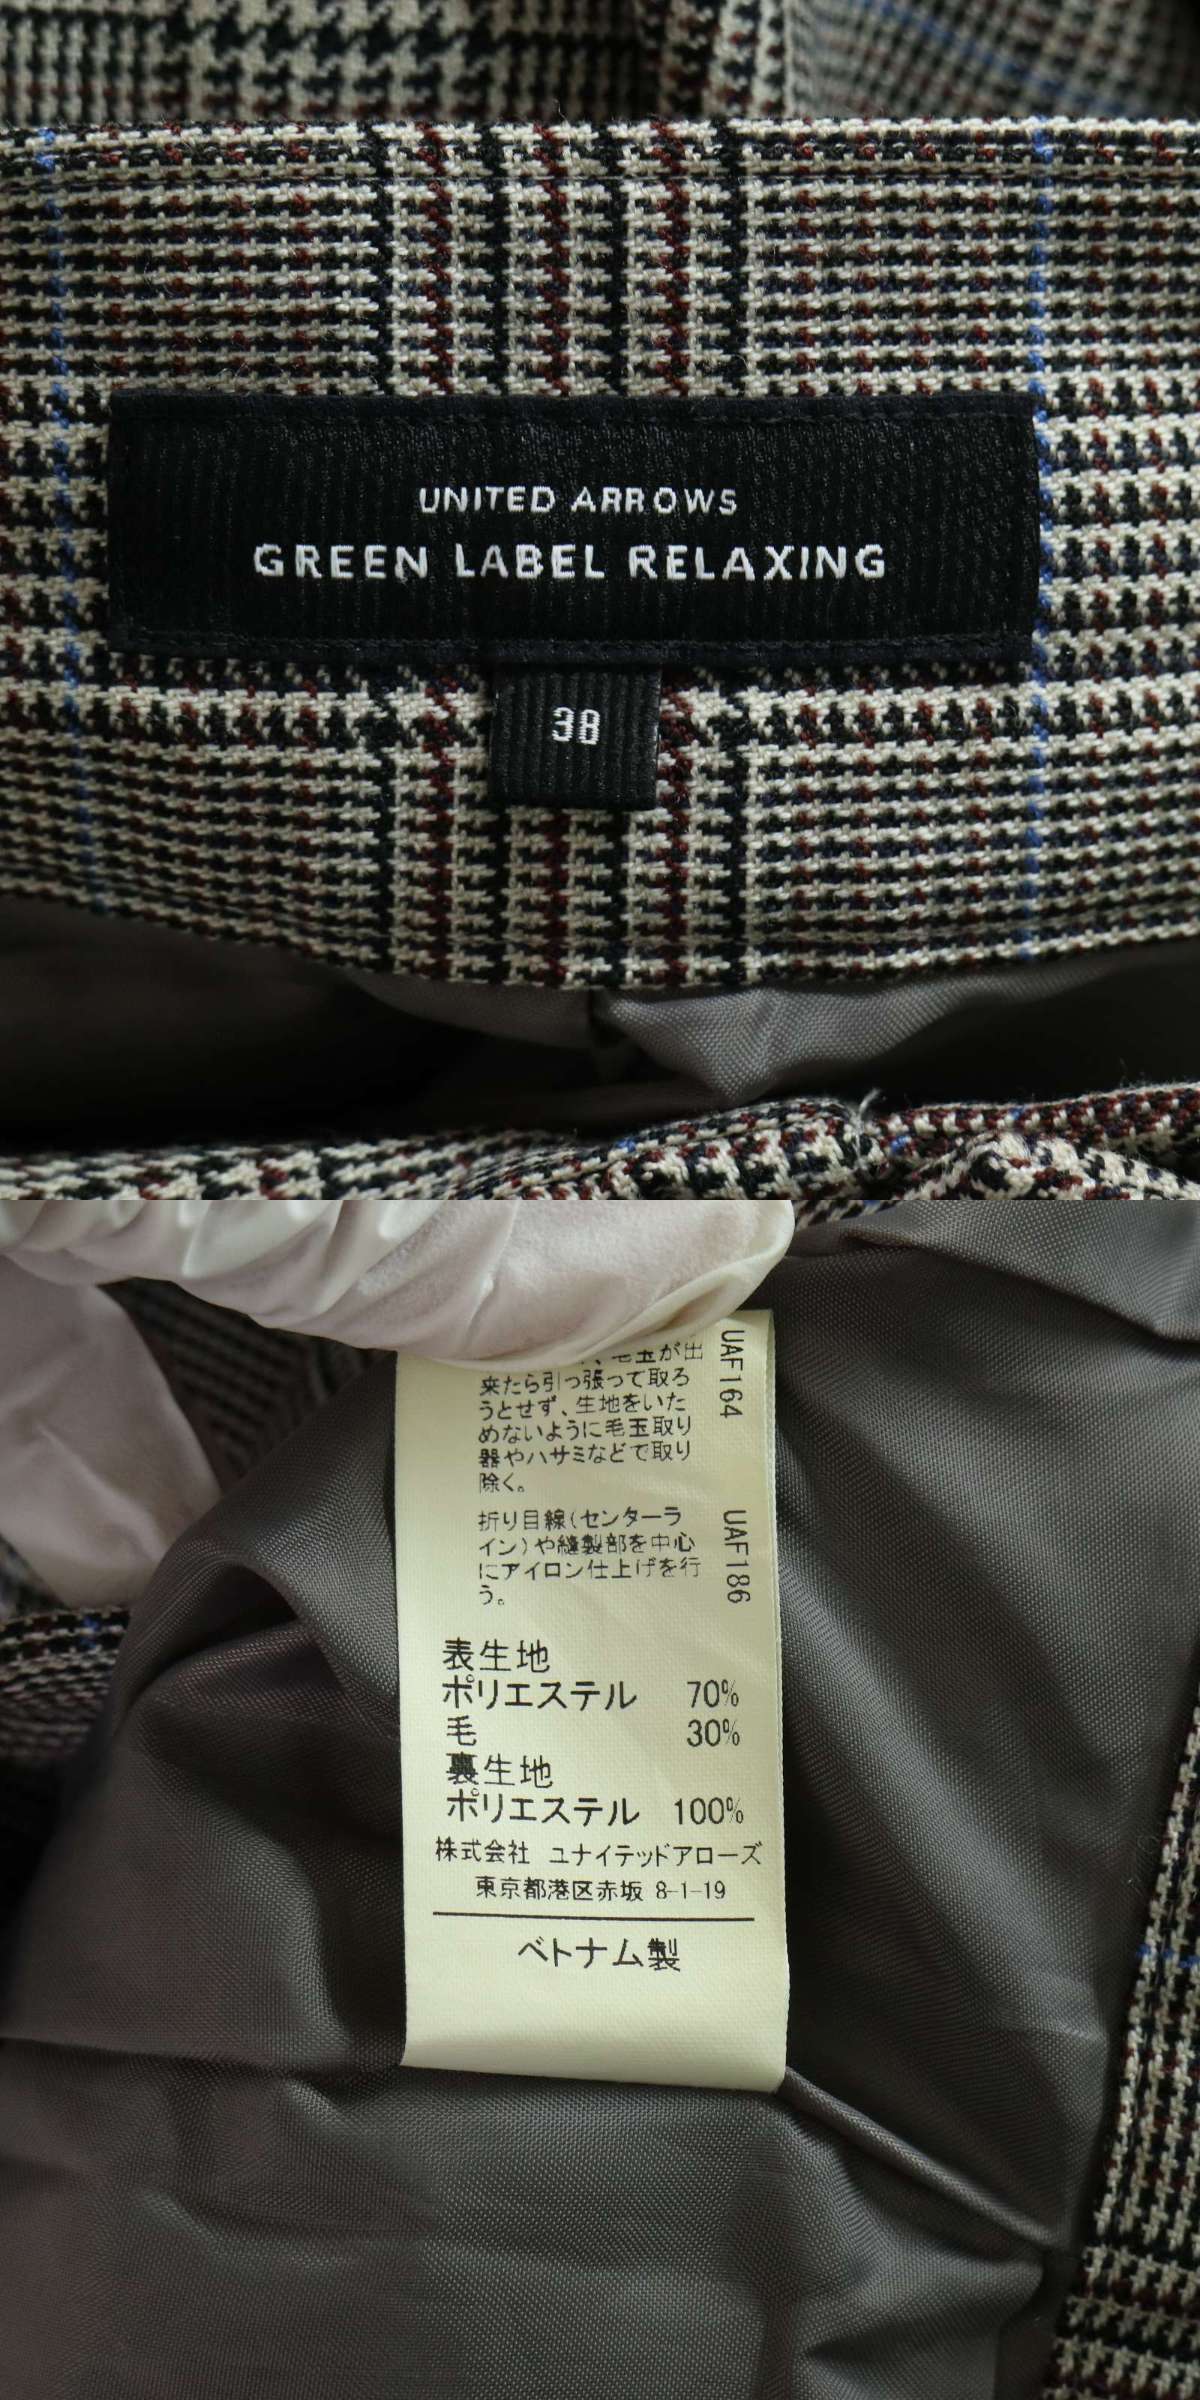 UNITED ARROWS
GREEN LABEL RELAXING
38
、毛玉が出
来たら引っ張って取ろ
うとせず、生地をいた
めないように毛玉取り
器やハサミなどで取り
除く。
折り目線(センターラ
イン)や縫製部を中心
にアイロン仕上げを行
う。
UAF164
UAF186
表生地
ポリエステル 70%
毛 30%
裏生地
ポリエステル 100%
株式会社 ユナイテッドアローズ
東京都港区赤坂 8-1-19
ベトナム製